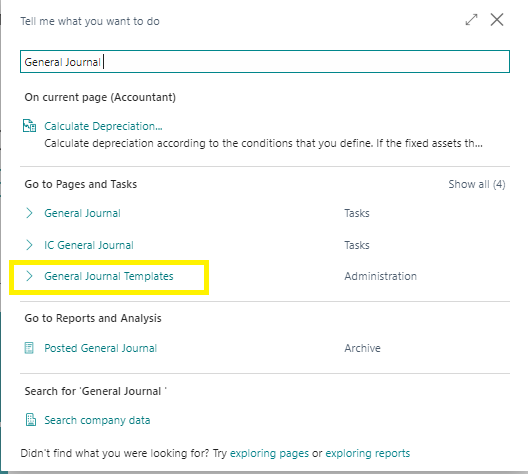 Tell me what you want to do
General Journal
On current page (Accountant)
Calculate Depreciation...
Calculate depreciation according to the conditions that you define. If the fixed assets th...
Go to Pages and Tasks Show all (4)
General Journal Tasks
IC General Journal Tasks
General Journal Templates Administration
Go to Reports and Analysis
Posted General Journal Archive
Search for 'General Journal '
Search company data
Didn't find what you were looking for? Try exploring pages or exploring reports